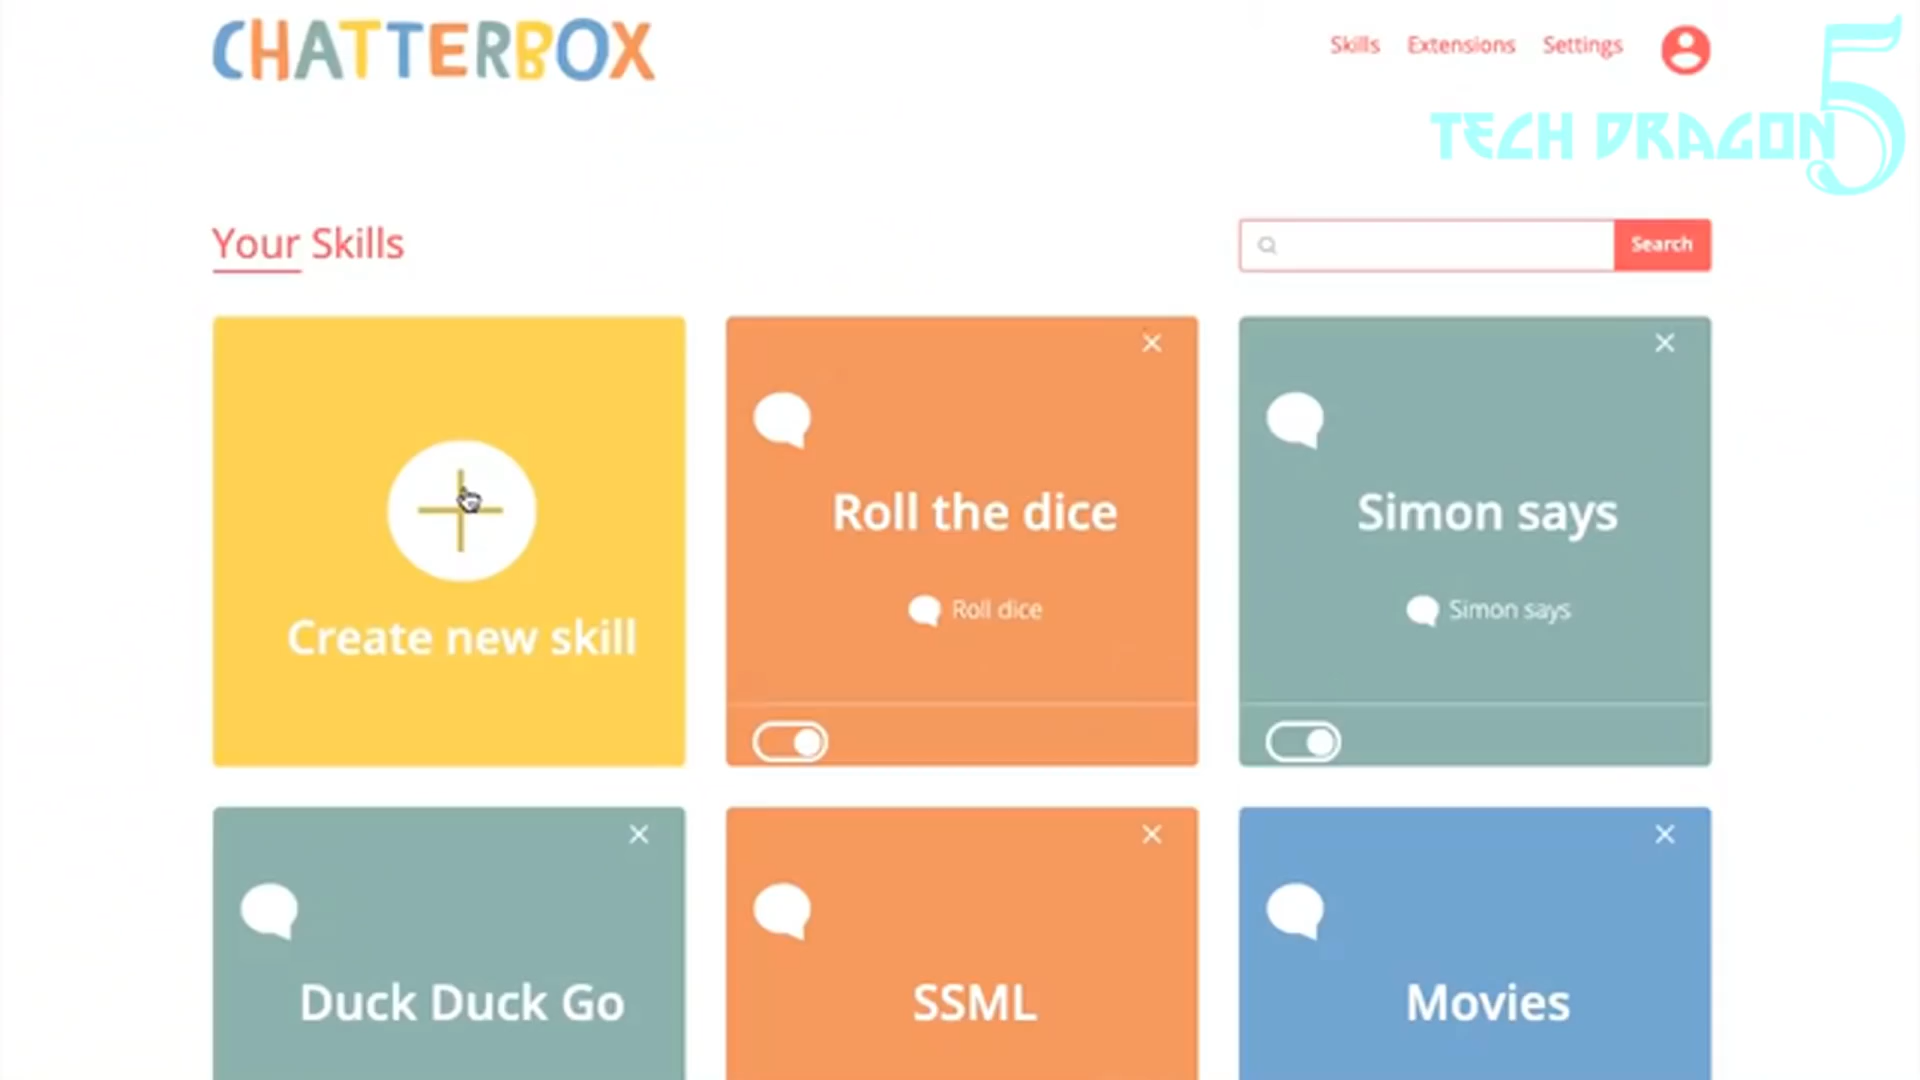 CHATTERBOX
Skills Extensions Settings
TECH DRAGON 5
Your Skills
Search
Create new skill
Roll the dice
Roll dice
Simon says
Simon says
Duck Duck Go
SSML
Movies